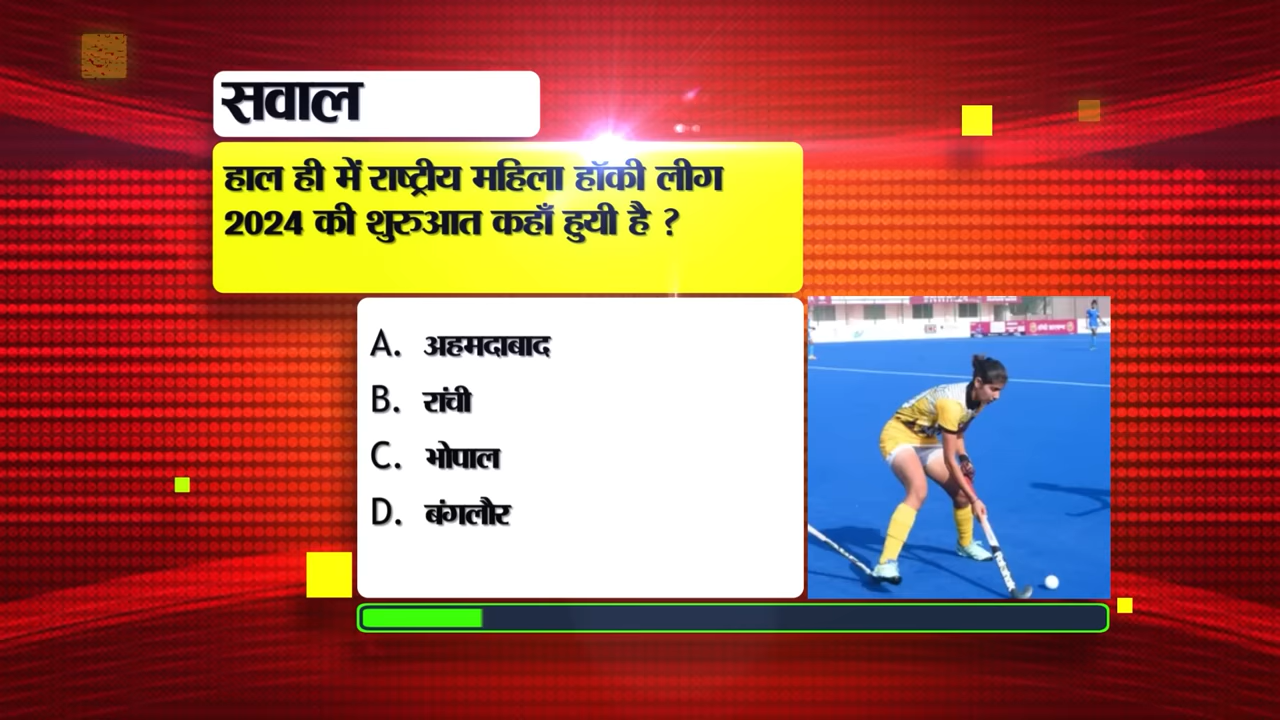 सवाल
हाल ही में राष्ट्रीय महिला हॉकी लीग
2024 की शुरुआत कहाँ हुयी है ?
A. अहमदाबाद
B. रांची
C. भोपाल
D. बंगलौर